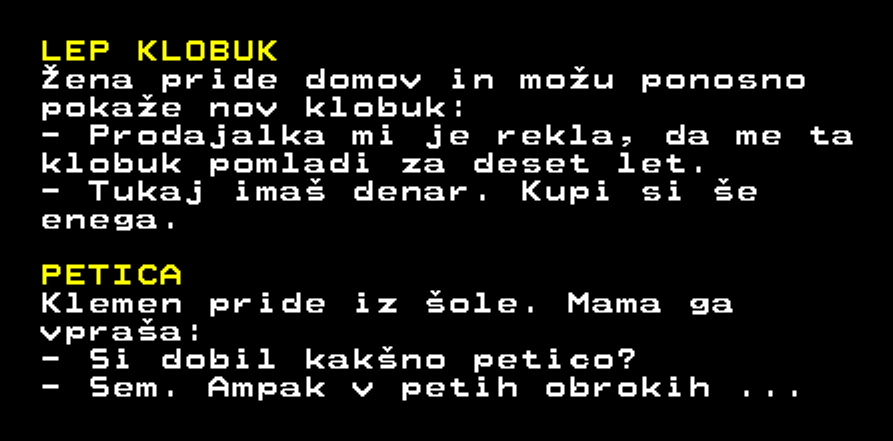 LEP KLOBUK
Žena pride domov in možu ponosno
pokaže nov klobuk:
- Prodajalka mi je rekla, da me ta
klobuk pomladi za deset let.
- Tukaj imaš denar. Kupi si še
enega.
PETICA
Klemen pride iz šole. Mama ga
vpraša:
- Si dobil kakšno petico?
- Sem. Ampak v petih obrokih ...